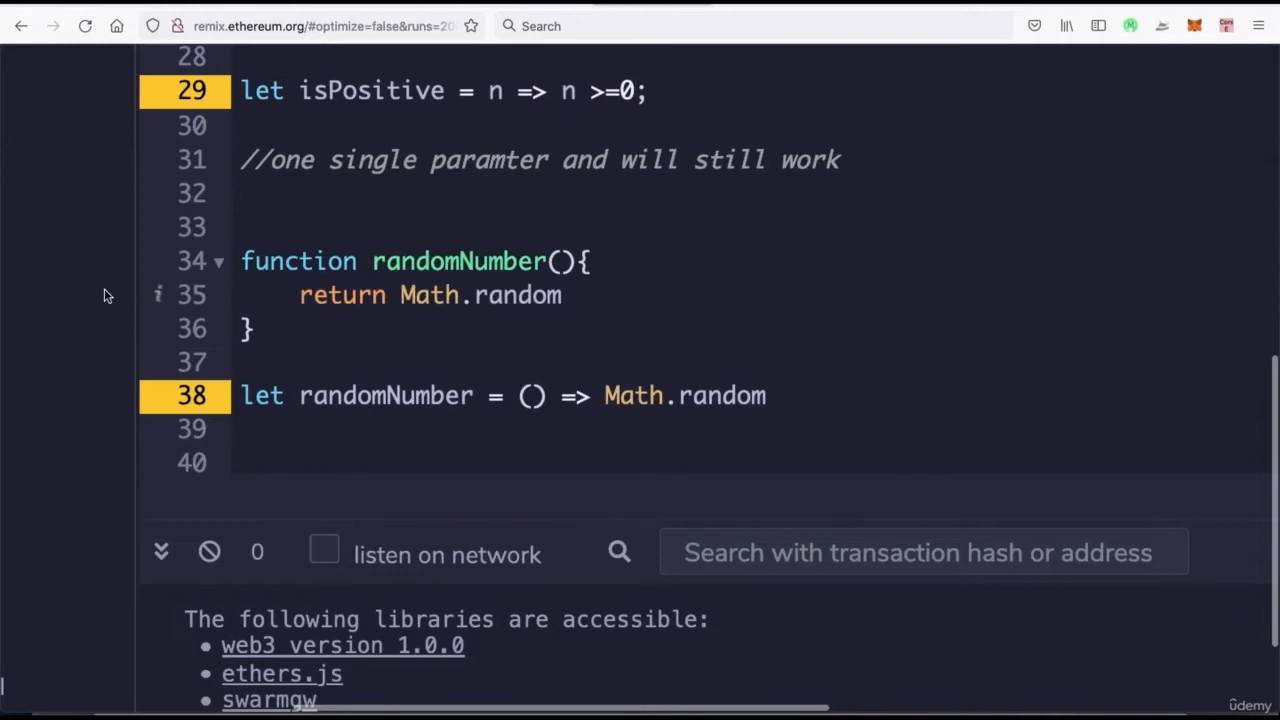 remix.ethereum.org/#optimize=false&runs=20
Search
28
29 let isPositive = n => n >=0;
30
31 //one single paramter and will still work
32
33
34 function randomNumber(){
i 35 return Math.random
36 }
37
38 let randomNumber = () => Math.random
39
40
0 listen on network Search with transaction hash or address
The following libraries are accessible:
• web3 version 1.0.0
• ethers.js
• swarmgw
ûdemy